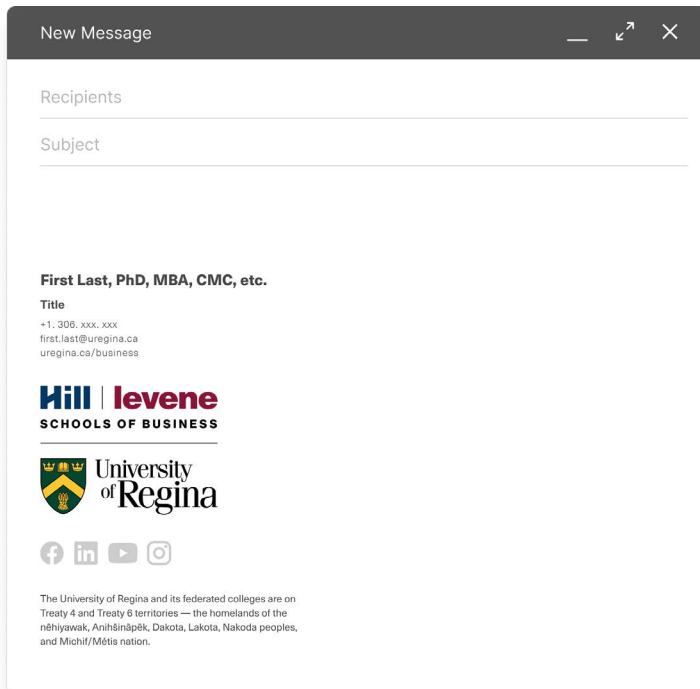 New Message
Recipients
Subject
First Last, PhD, MBA, CMC, etc.
Title
+1. 306. xxx. xxx
first.last@uregina.ca
uregina.ca/business
Hill | levene
SCHOOLS OF BUSINESS
University
of Regina
The University of Regina and its federated colleges are on
Treaty 4 and Treaty 6 territories — the homelands of the
nêhiyawak, Anihšināpēk, Dakota, Lakota, Nakoda peoples,
and Michif/Métis nation.